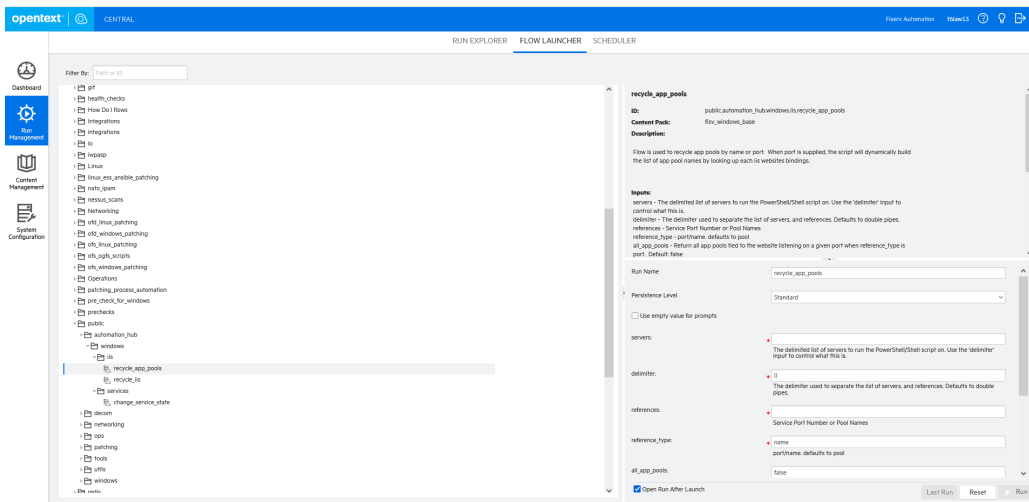 opentext™
CENTRAL
Fiserv Automation
f6law13
RUN EXPLORER
FLOW LAUNCHER
SCHEDULER
Dashboard
Run
Management
Content
Management
System
Configuration
Filter By:
Path or ID
git
health_checks
How Do I flows
Integrations
integrations
io
iwpasp
Linux
linux_ess_ansible_patching
nato_ipam
nessus_scans
Networking
ofd_linux_patching
ofd_windows_patching
ofs_linux_patching
ofs_ogfs_scripts
ofs_windows_patching
Operations
patching_process_automation
pre_check_for_windows
prechecks
public
automation_hub
windows
iis
recycle_app_pools
recycle_iis
services
change_service_state
decom
networking
ops
patching
tools
utils
windows
redis
recycle_app_pools
ID: public.automation_hub.windows.iis.recycle_app_pools
Content Pack: fisv_windows_base
Description:
Flow is used to recycle app pools by name or port. When port is supplied, the script will dynamically build
the list of app pool names by looking up each iis websites bindings.
Inputs:
servers - The delimited list of servers to run the PowerShell/Shell script on. Use the 'delimiter' input to
control what this is.
delimiter - The delimiter used to separate the list of servers, and references. Defaults to double pipes.
references - Service Port Number or Pool Names
reference_type - port/name. defaults to pool
all_app_pools - Return all app pools tied to the website listening on a given port when reference_type is
port. Default: false
Run Name
recycle_app_pools
Persistence Level
Standard
Use empty value for prompts
servers:
*
The delimited list of servers to run the PowerShell/Shell script on. Use the 'delimiter'
input to control what this is.
delimiter:
* ||
The delimiter used to separate the list of servers, and references. Defaults to double
pipes.
references:
*
Service Port Number or Pool Names
reference_type:
* name
port/name. defaults to pool
all_app_pools:
false
Open Run After Launch
Last Run
Reset
Run